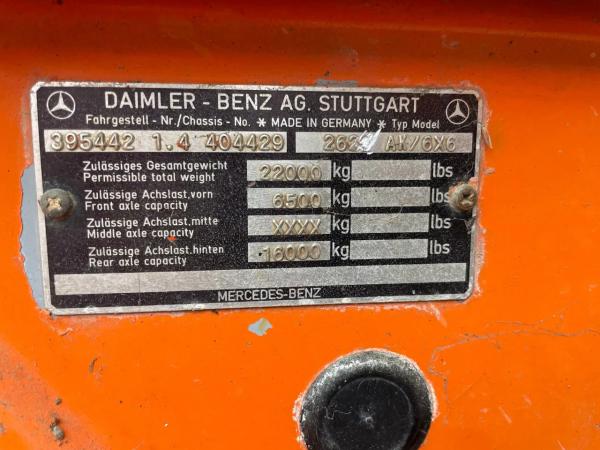 DAIMLER - BENZ AG. STUTTGART
Fahrgestell - Nr./Chassis - No. * MADE IN GERMANY * Typ Model
395442 1.4 404429 AK/6X6
Zulässiges Gesamtgewicht 22000 kg lbs
Permissible total weight
Zulässige Achslast,vorn 6500 kg lbs
Front axle capacity
Zulässige Achslast,mitte XXXX kg lbs
Middle axle capacity
Zulässige Achslast,hinten 16000 kg lbs
Rear axle capacity
MERCEDES-BENZ